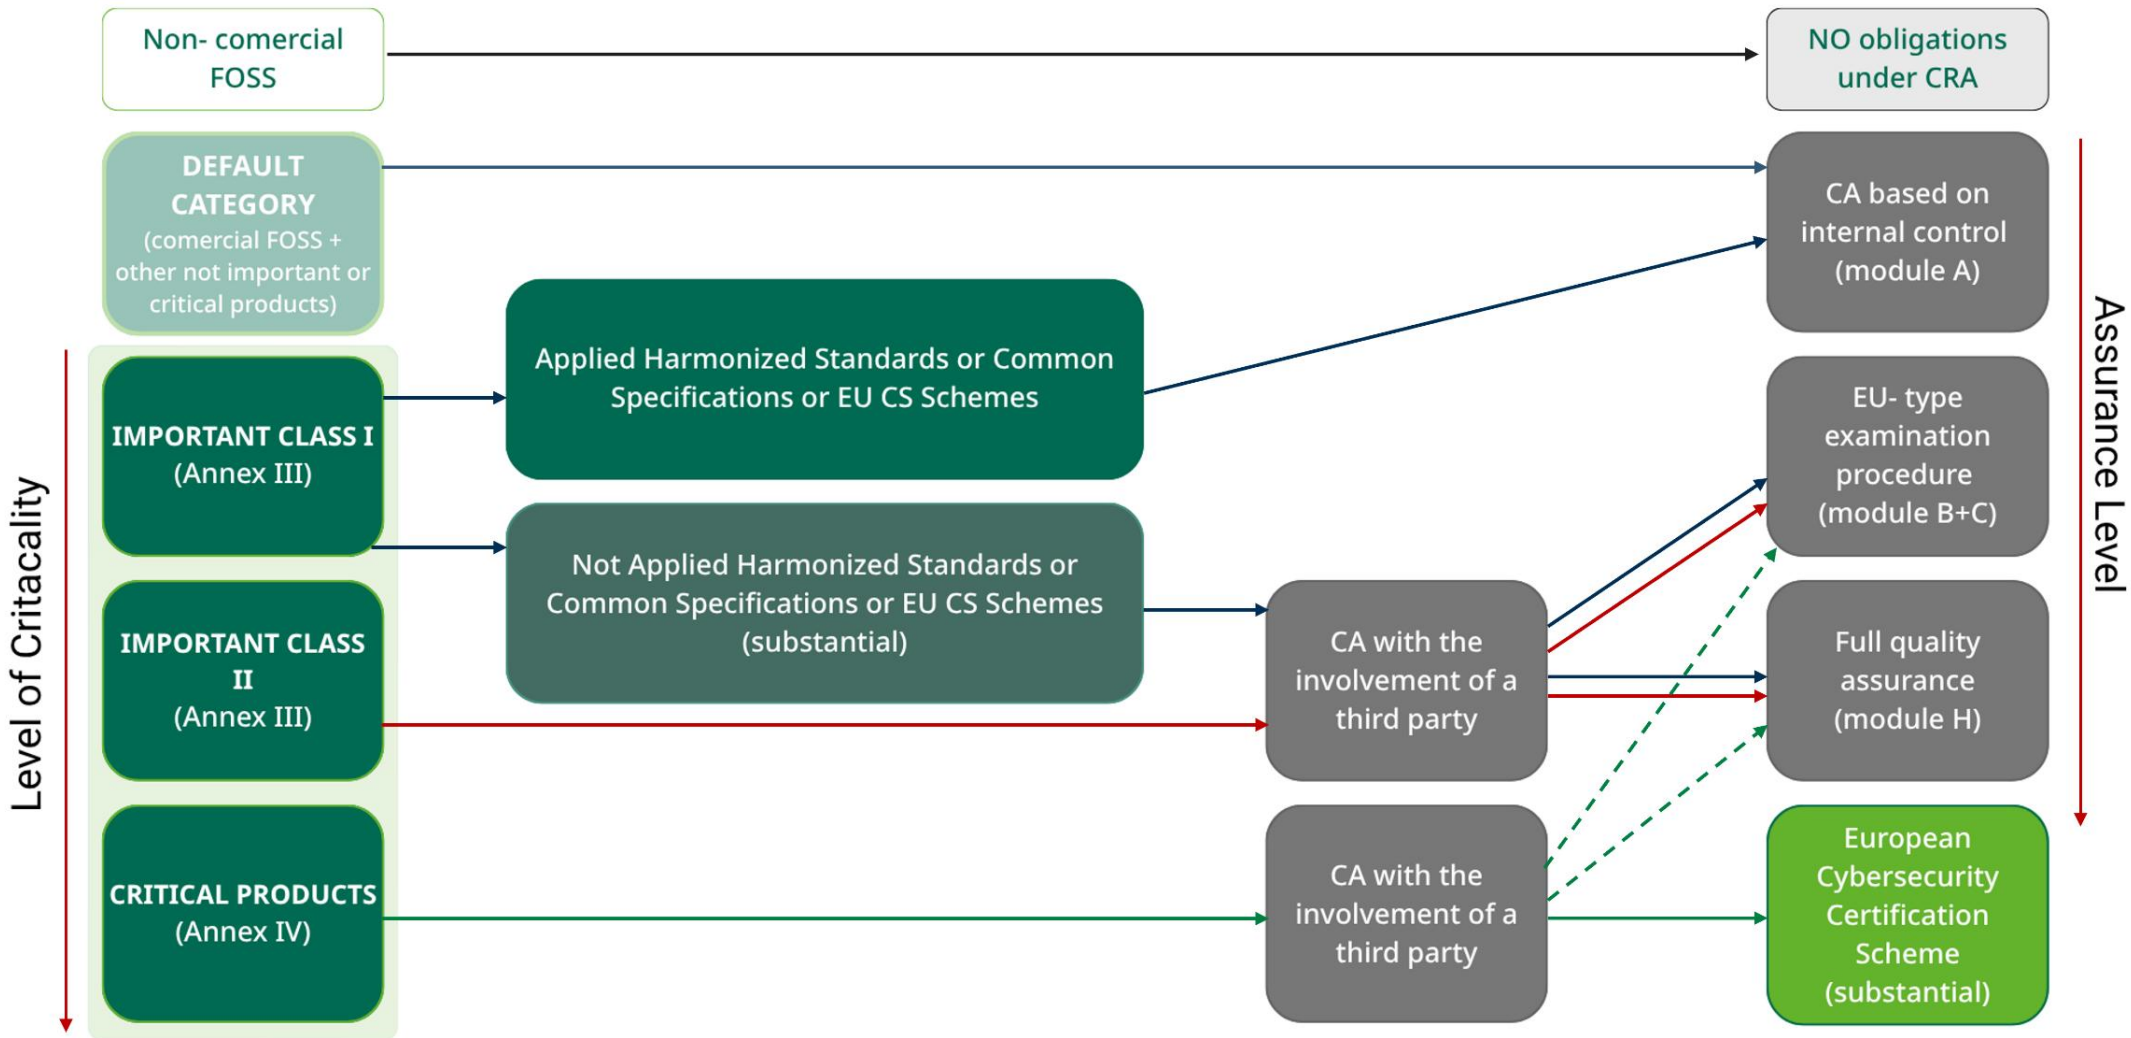 Non- comercial
FOSS
NO obligations
under CRA
DEFAULT
CATEGORY
(comercial FOSS +
other not important or
critical products)
CA based on
internal control
(module A)
Applied Harmonized Standards or Common
Specifications or EU CS Schemes
IMPORTANT CLASS I
(Annex III)
EU- type
examination
procedure
(module B+C)
Not Applied Harmonized Standards or
Common Specifications or EU CS Schemes
(substantial)
IMPORTANT CLASS
II
(Annex III)
CA with the
involvement of a
third party
Full quality
assurance
(module H)
CRITICAL PRODUCTS
(Annex IV)
CA with the
involvement of a
third party
European
Cybersecurity
Certification
Scheme
(substantial)
Level of Critacality
Assurance Level